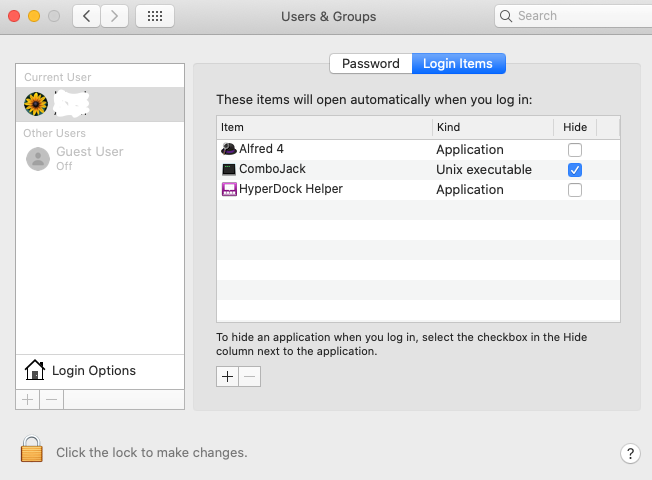 Users & Groups
Search
Password
Login Items
Current User
Other Users
Guest User
Off
Login Options
These items will open automatically when you log in:
Item Kind Hide
Alfred 4 Application
ComboJack Unix executable
HyperDock Helper Application
To hide an application when you log in, select the checkbox in the Hide
column next to the application.
+ −
+ −
Click the lock to make changes.
?